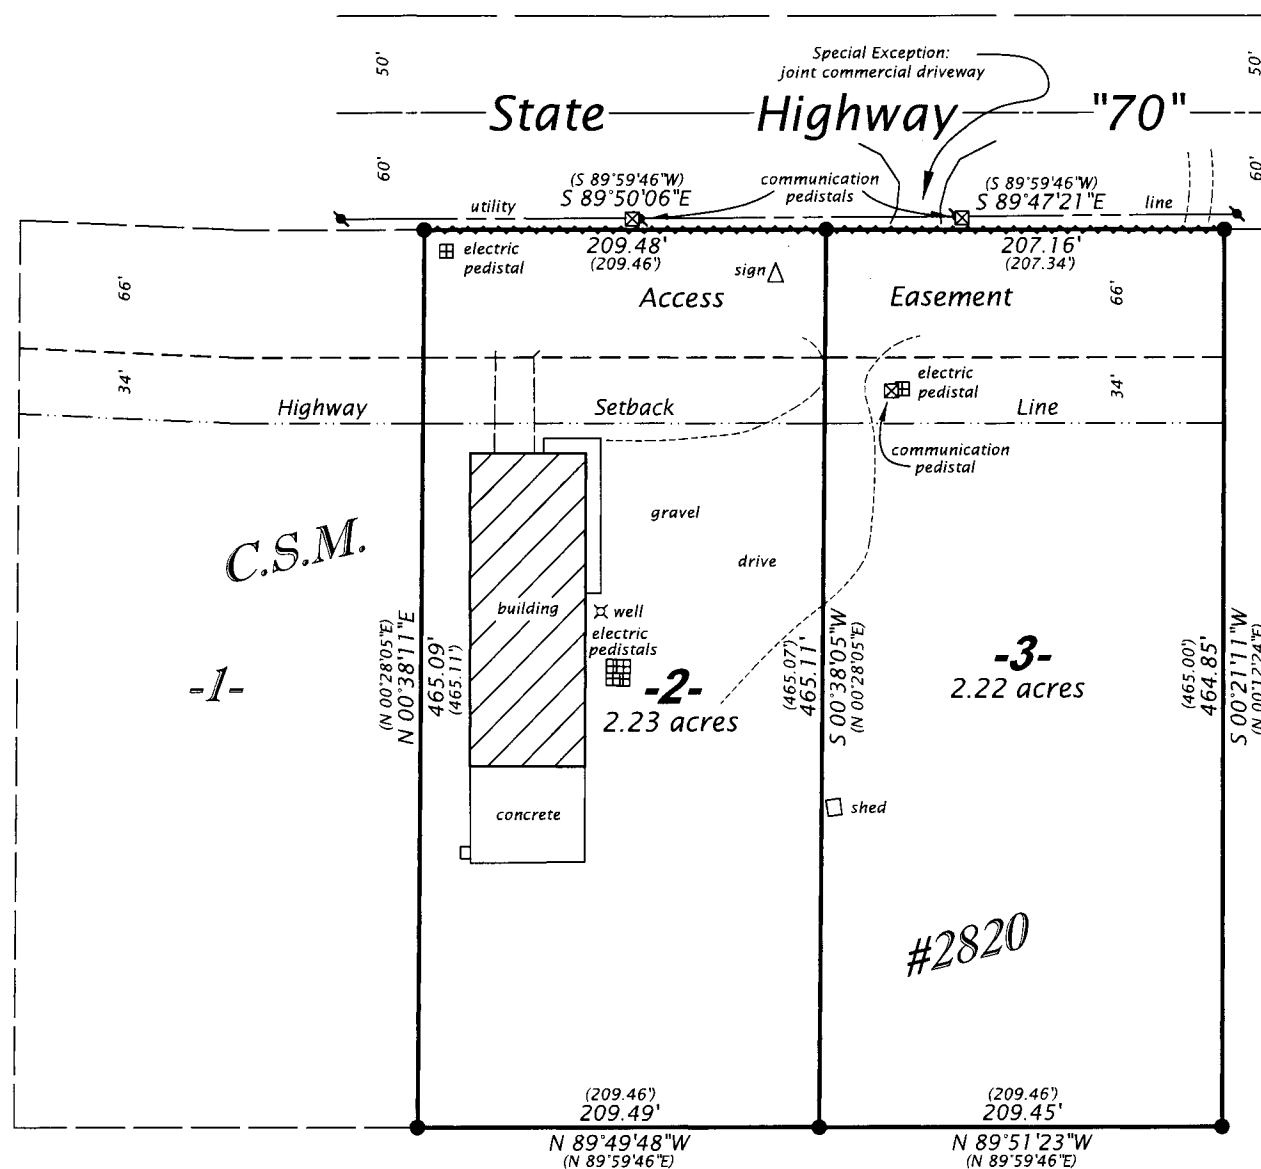 50'
Special Exception:
joint commercial driveway
50'
State Highway "70"
60'
60'
(S 89°59'46"W)
S 89°50'06"E
communication
pedistals
(S 89°59'46"W)
S 89°47'21"E
utility
line
209.48'
(209.46')
207.16'
(207.34')
electric
pedistal
sign
66'
Access Easement
66'
34'
electric
pedistal
34'
Highway Setback Line
communication
pedistal
gravel
drive
C.S.M.
building
well
electric
pedistals
(N 00°28'05"E)
N 00°38'11"E
465.09'
(465.11')
(465.07')
465.11'
S 00°38'05"W
(N 00°28'05"E)
(465.00')
464.85'
S 00°21'11"W
(N 00°12'24"E)
-1-
-2-
2.23 acres
-3-
2.22 acres
shed
concrete
#2820
(209.46')
209.49'
N 89°49'48"W
(N 89°59'46"E)
(209.46')
209.45'
N 89°51'23"W
(N 89°59'46"E)